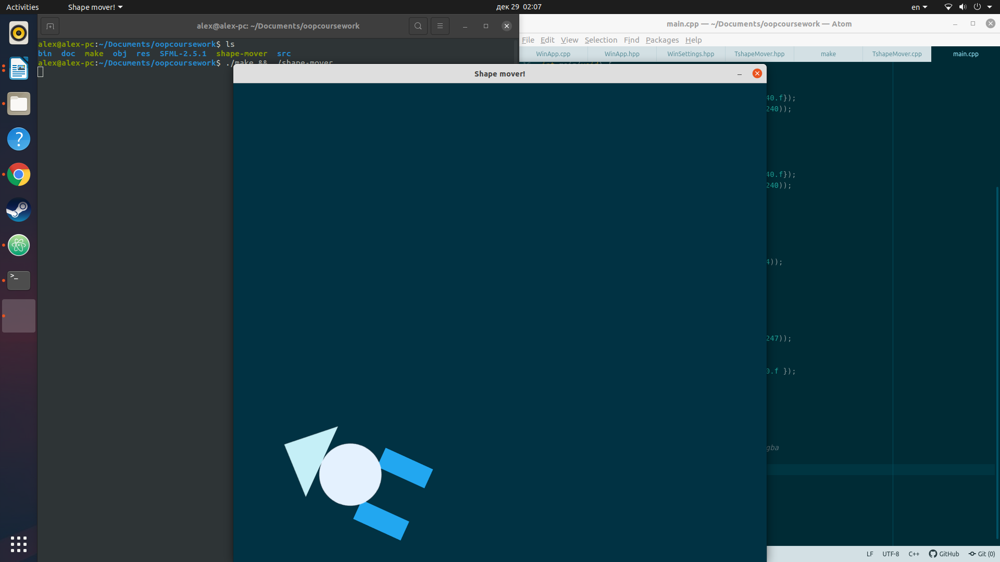 Activities
Shape mover!
дек 29 02:07
en
alex@alex-pc: ~/Documents/oopcoursework
alex@alex-pc:~/Documents/oopcoursework$ ls
bin doc make obj res SFML-2.5.1 shape-mover src
alex@alex-pc:~/Documents/oopcoursework$ ./make && ./shape-mover
main.cpp — ~/Documents/oopcoursework — Atom
File Edit View Selection Find Packages Help
WinApp.cpp WinApp.hpp WinSettings.hpp TshapeMover.hpp make TshapeMover.cpp main.cpp
Shape mover!
40.f});
240));
40.f});
240));
4));
247));
0.f });
gba
LF UTF-8 C++ GitHub Git (0)